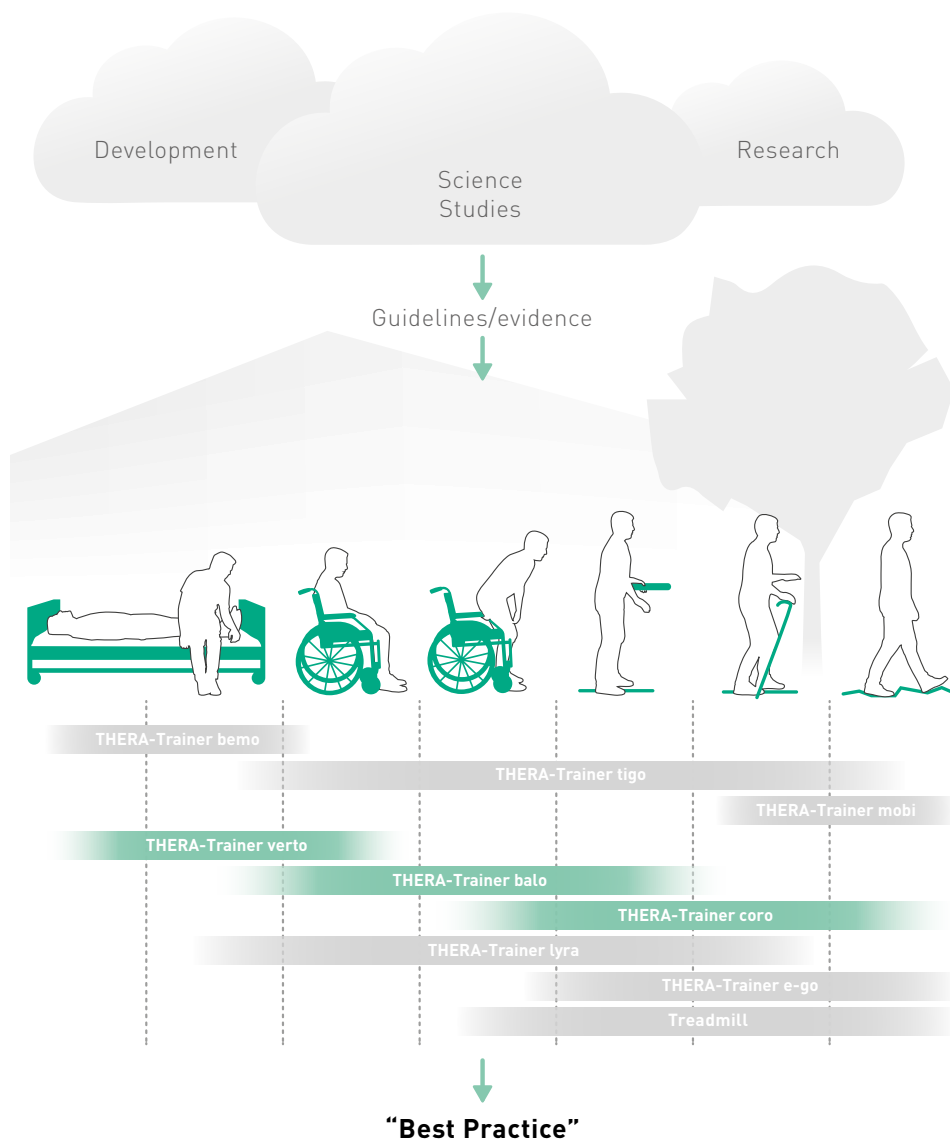 Development
Research
Science
Studies
Guidelines/evidence
THERA-Trainer bemo
THERA-Trainer tigo
THERA-Trainer mobi
THERA-Trainer verto
THERA-Trainer balo
THERA-Trainer coro
THERA-Trainer lyra
THERA-Trainer e-go
Treadmill
“Best Practice”